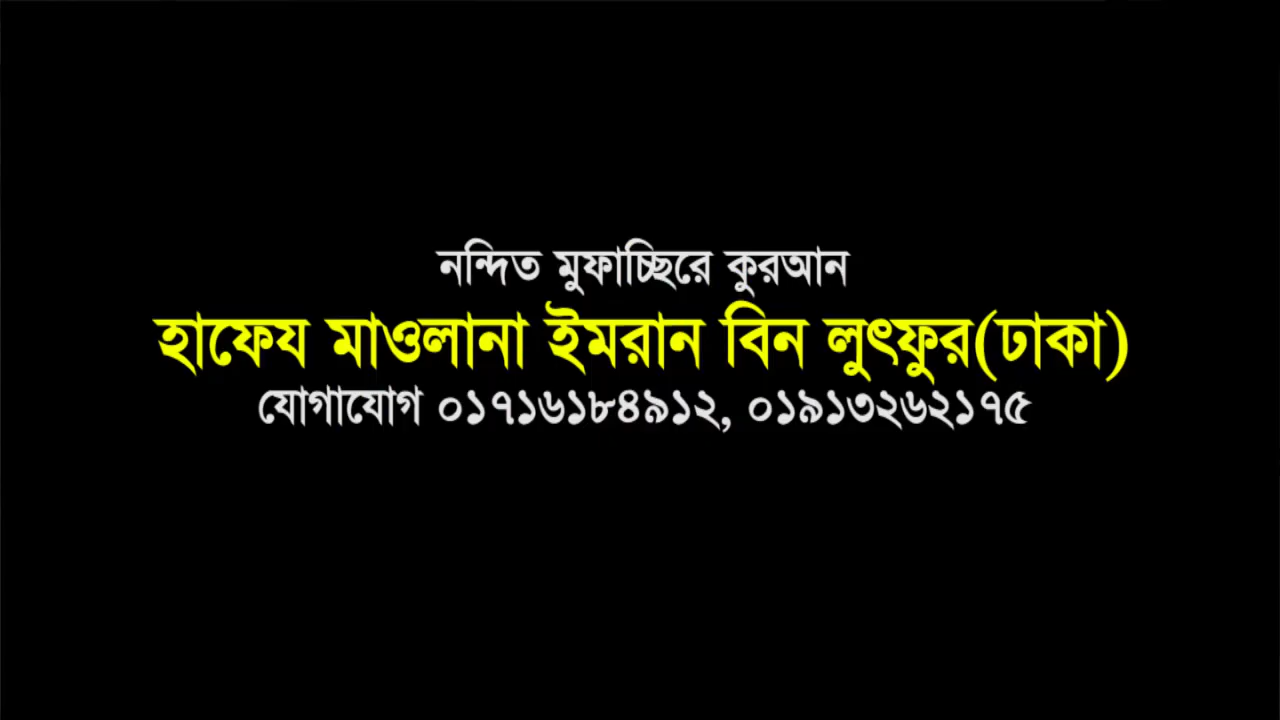 নন্দিত মুফাচ্ছিরে কুরআন
হাফেয মাওলানা ইমরান বিন লুৎফুর(ঢাকা)
যোগাযোগ ০১৭১৬১৮৪৯১২, ০১৯১৩২৬২১৭৫